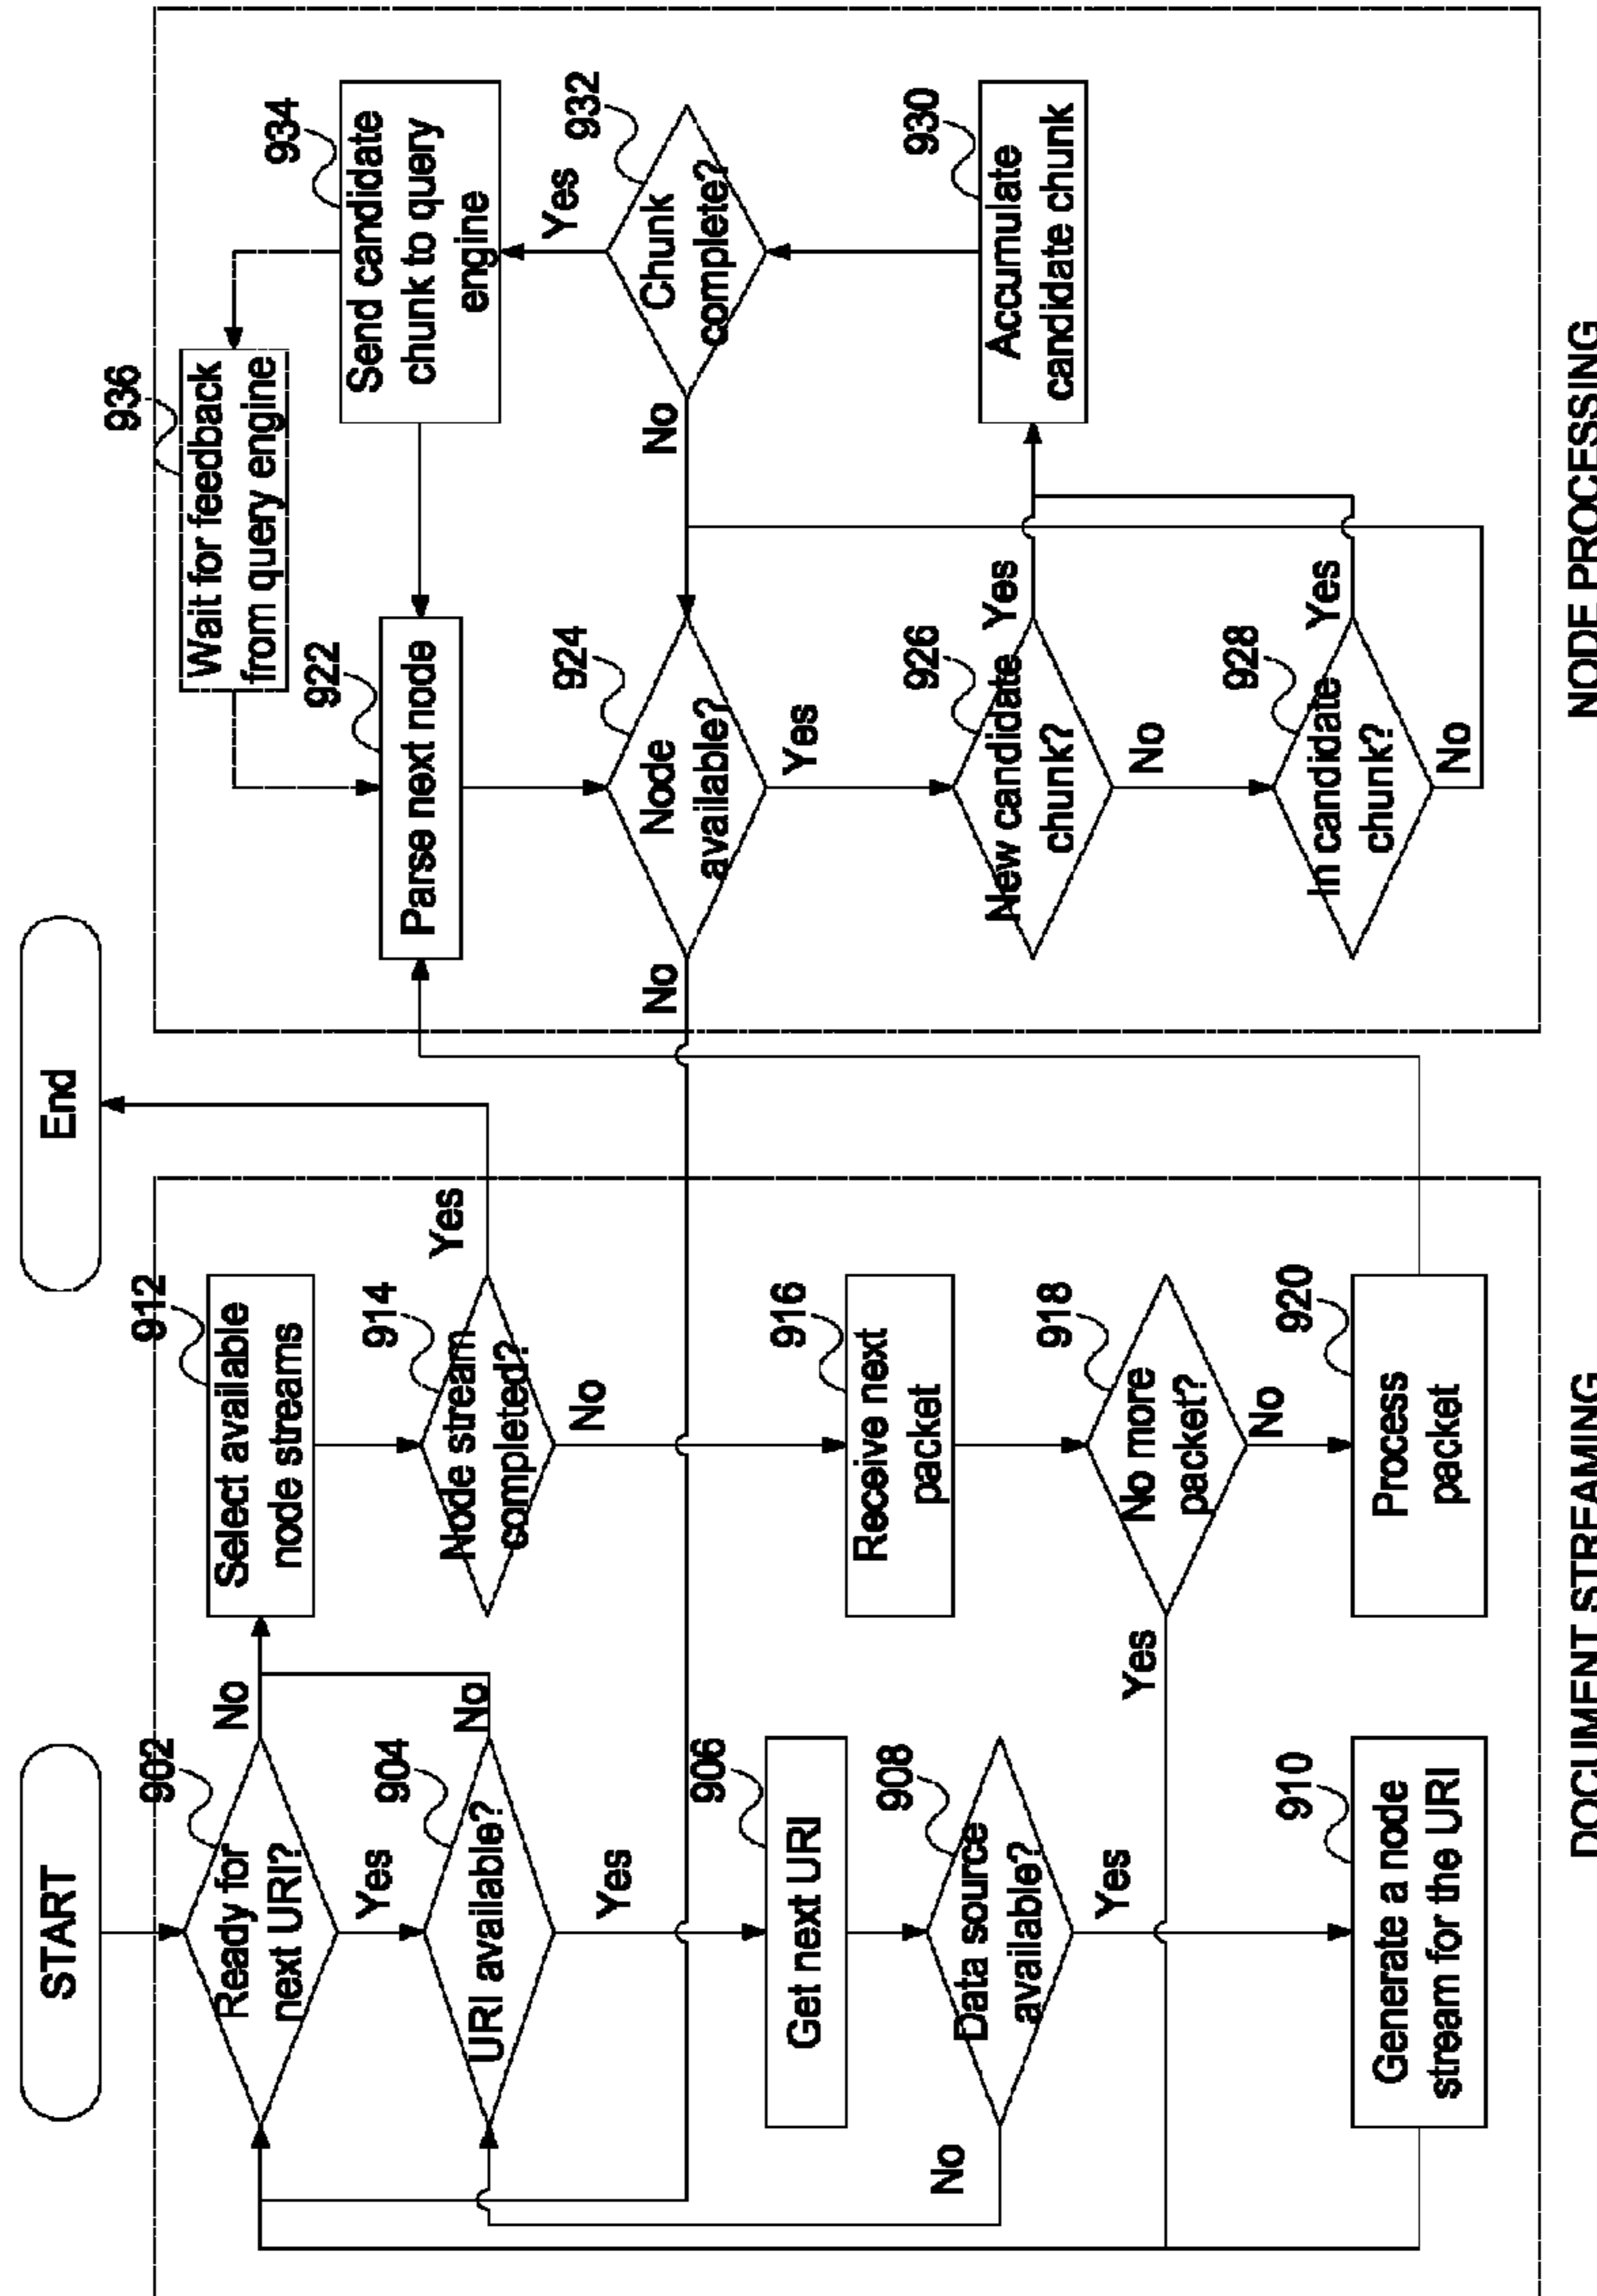 START
902
Ready for
next URI?
No
Yes
904
URI available?
No
Yes
906
Get next URI
908
Data source
available?
No
Yes
910
Generate a node
stream for the URI
912
Select available
node streams
914
Node stream
completed?
Yes
No
916
Receive next
packet
918
No more
packet?
Yes
No
920
Process
packet
DOCUMENT STREAMING
End
936
Wait for feedback
from query engine
922
Parse next node
924
Node
available?
No
Yes
926
New candidate
chunk?
Yes
No
928
In candidate
chunk?
Yes
No
934
Send candidate
chunk to query
engine
Yes
932
Chunk
complete?
No
930
Accumulate
candidate chunk
NODE PROCESSING